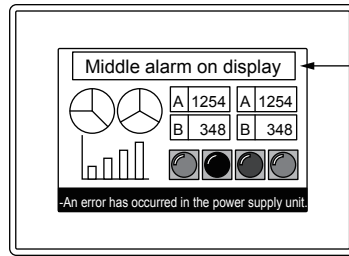 Middle alarm on display
A 1254 A 1254
B 348 B 348
-An error has occurred in the power supply unit.